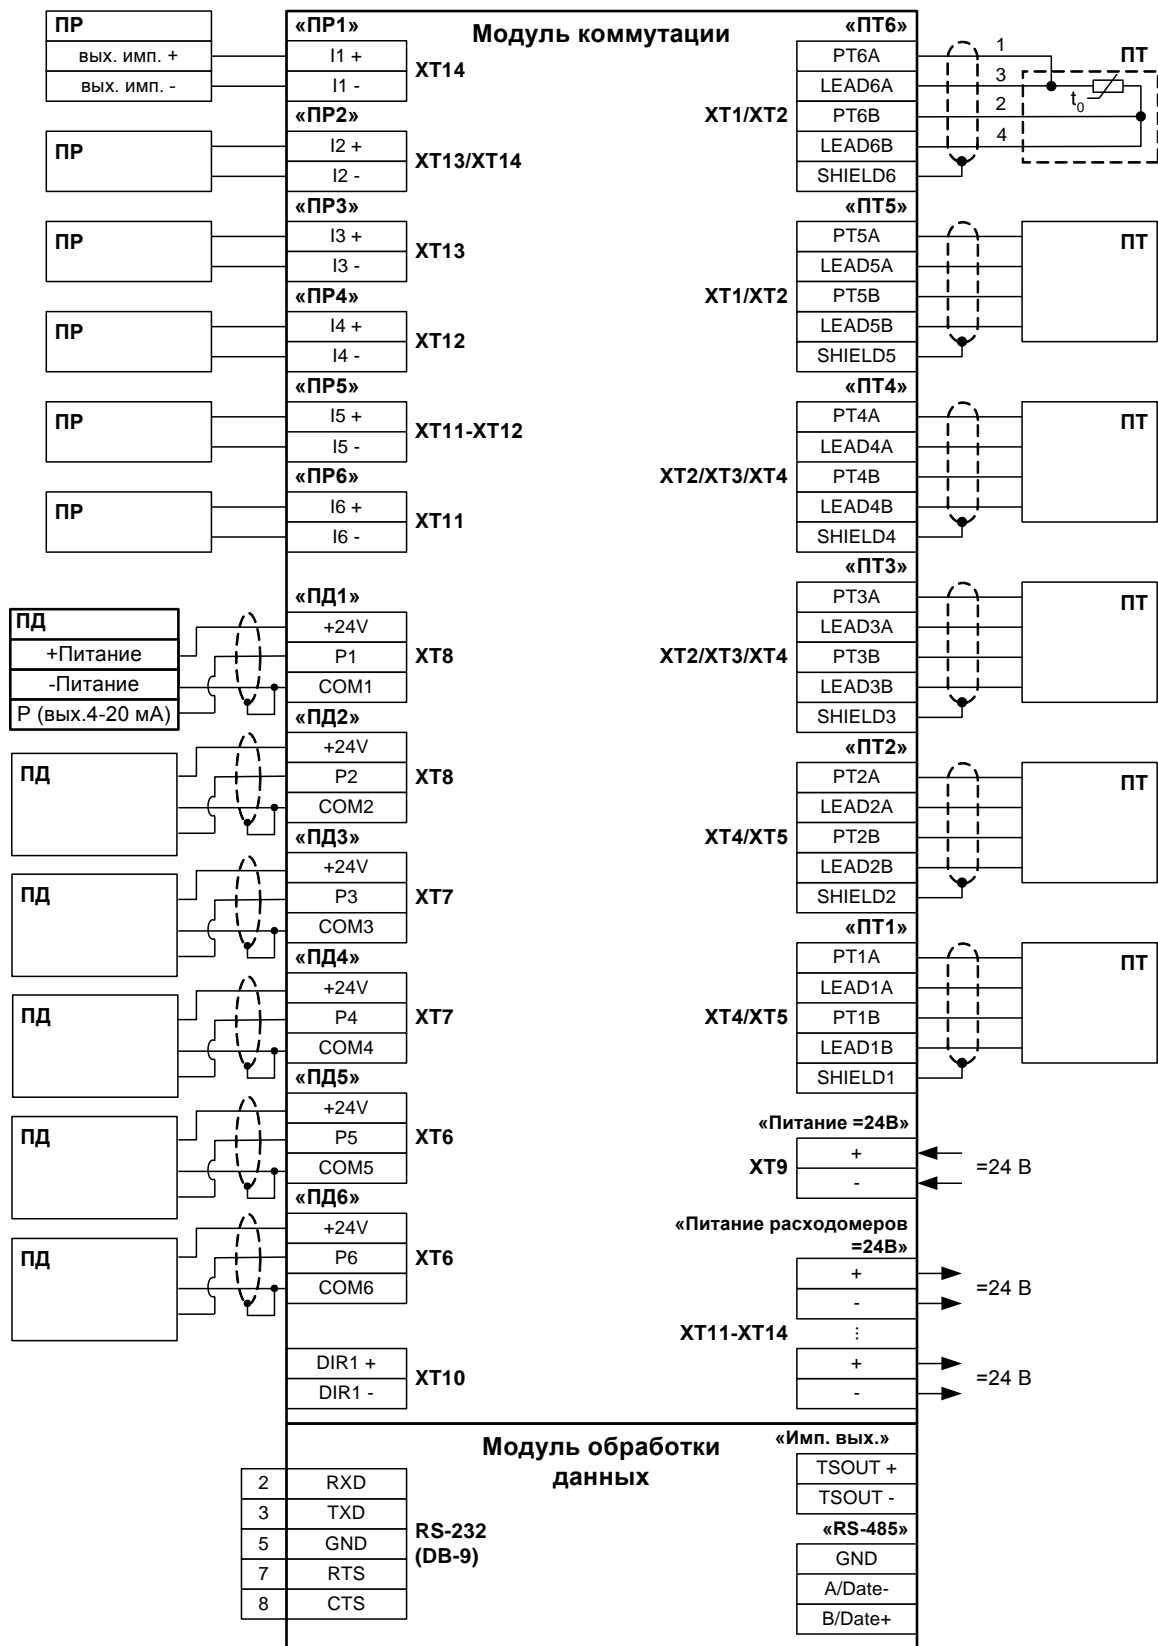 Модуль коммутации
ПР
вых. имп. +
вых. имп. -
«ПР1»
I1 +
I1 -
XT14
«ПР2»
ПР
I2 +
I2 -
XT13/XT14
«ПР3»
ПР
I3 +
I3 -
XT13
«ПР4»
ПР
I4 +
I4 -
XT12
«ПР5»
ПР
I5 +
I5 -
XT11-XT12
«ПР6»
ПР
I6 +
I6 -
XT11
«ПД1»
ПД
+Питание
-Питание
P (вых.4-20 мА)
+24V
P1
COM1
XT8
«ПД2»
ПД
+24V
P2
COM2
XT8
«ПД3»
ПД
+24V
P3
COM3
XT7
«ПД4»
ПД
+24V
P4
COM4
XT7
«ПД5»
ПД
+24V
P5
COM5
XT6
«ПД6»
ПД
+24V
P6
COM6
XT6
DIR1 +
DIR1 -
XT10
«ПТ6»
XT1/XT2
PT6A
LEAD6A
PT6B
LEAD6B
SHIELD6
1
3
2
4
ПТ
t0
«ПТ5»
XT1/XT2
PT5A
LEAD5A
PT5B
LEAD5B
SHIELD5
ПТ
«ПТ4»
XT2/XT3/XT4
PT4A
LEAD4A
PT4B
LEAD4B
SHIELD4
ПТ
«ПТ3»
XT2/XT3/XT4
PT3A
LEAD3A
PT3B
LEAD3B
SHIELD3
ПТ
«ПТ2»
XT4/XT5
PT2A
LEAD2A
PT2B
LEAD2B
SHIELD2
ПТ
«ПТ1»
XT4/XT5
PT1A
LEAD1A
PT1B
LEAD1B
SHIELD1
ПТ
«Питание =24В»
XT9
+
-
=24 В
«Питание расходомеров
=24В»
+
-
=24 В
XT11-XT14
⋮
+
-
=24 В
Модуль обработки
данных
2 RXD
3 TXD
5 GND
7 RTS
8 CTS
RS-232
(DB-9)
«Имп. вых.»
TSOUT +
TSOUT -
«RS-485»
GND
A/Date-
B/Date+